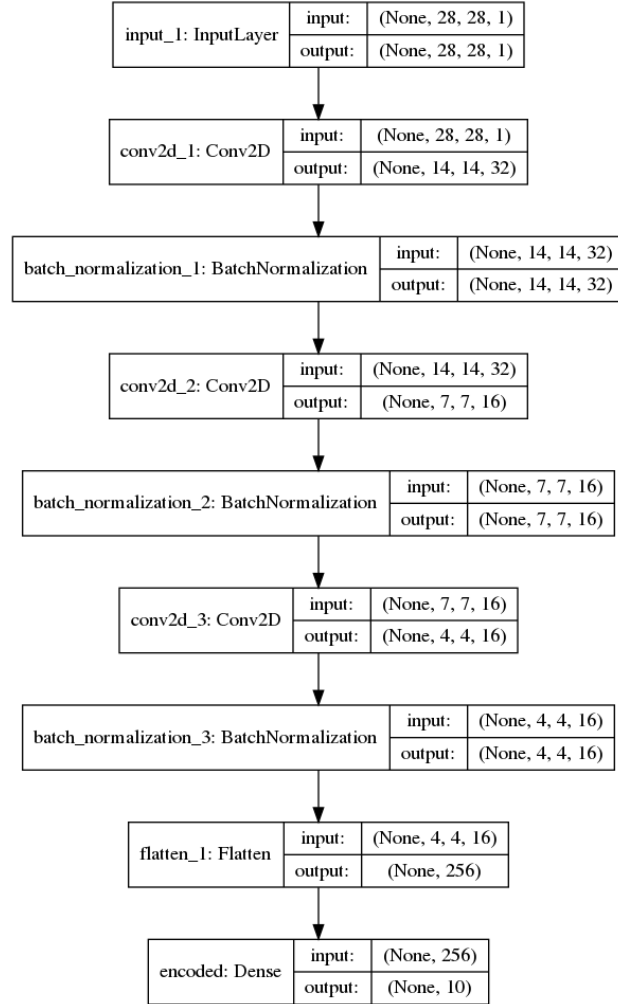 input_1: InputLayer
input: (None, 28, 28, 1)
output: (None, 28, 28, 1)
conv2d_1: Conv2D
input: (None, 28, 28, 1)
output: (None, 14, 14, 32)
batch_normalization_1: BatchNormalization
input: (None, 14, 14, 32)
output: (None, 14, 14, 32)
conv2d_2: Conv2D
input: (None, 14, 14, 32)
output: (None, 7, 7, 16)
batch_normalization_2: BatchNormalization
input: (None, 7, 7, 16)
output: (None, 7, 7, 16)
conv2d_3: Conv2D
input: (None, 7, 7, 16)
output: (None, 4, 4, 16)
batch_normalization_3: BatchNormalization
input: (None, 4, 4, 16)
output: (None, 4, 4, 16)
flatten_1: Flatten
input: (None, 4, 4, 16)
output: (None, 256)
encoded: Dense
input: (None, 256)
output: (None, 10)